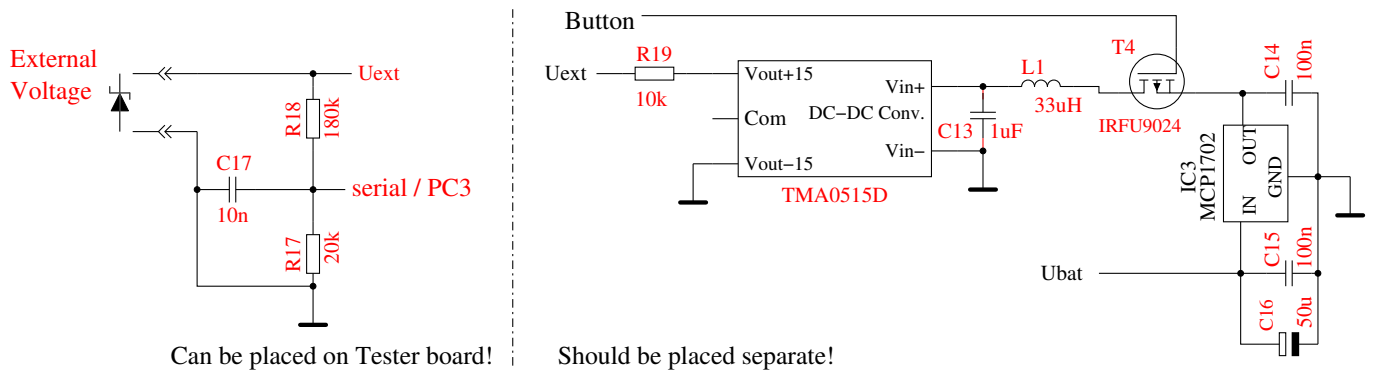 External
Voltage
Uext
R18
180k
C17
10n
serial / PC3
R17
20k
Can be placed on Tester board!
Button
Uext
R19
10k
Vout+15
Com
Vout−15
Vin+
DC−DC Conv.
Vin−
TMA0515D
C13
1uF
L1
33uH
T4
IRFU9024
C14
100n
IC3
MCP1702
OUT
GND
IN
C15
100n
Ubat
C16
50u
Should be placed separate!